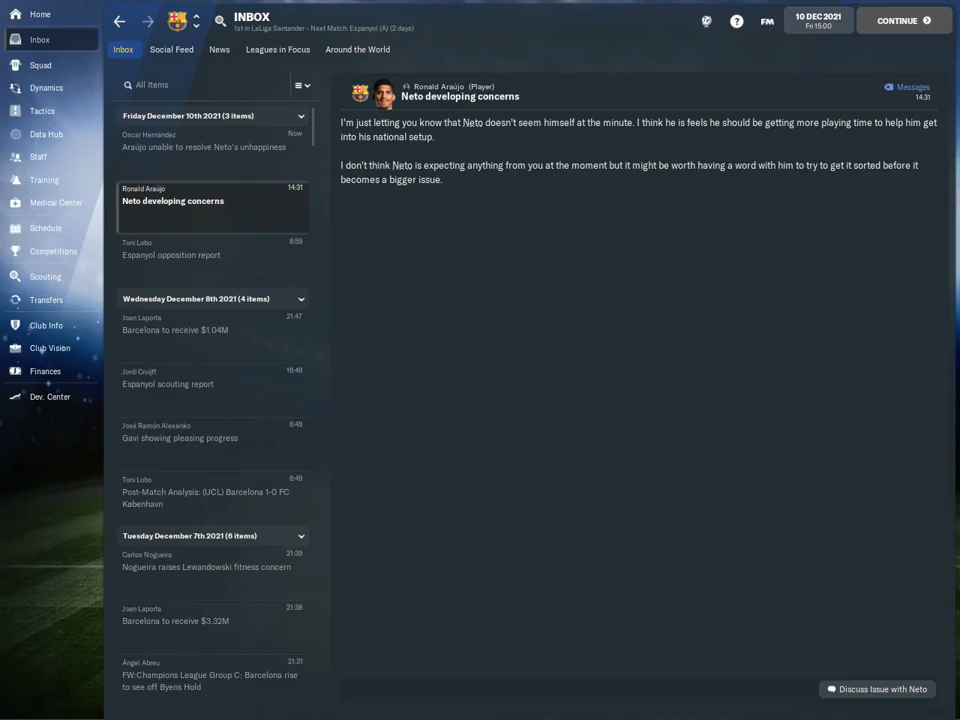 Home
Inbox
Squad
Dynamics
Tactics
Data Hub
Staff
Training
Medical Center
Schedule
Competitions
Scouting
Transfers
Club Info
Club Vision
Finances
Dev. Center
INBOX
1st in LaLiga Santander - Next Match: Espanyol (A) (2 days)
?
FM
10 DEC 2021
Fri 15:00
CONTINUE
Inbox
Social Feed
News
Leagues in Focus
Around the World
All Items
Friday December 10th 2021 (3 items)
Óscar Hernández
Now
Araújo unable to resolve Neto's unhappiness
Ronald Araújo
14:31
Neto developing concerns
Toni Lobo
8:59
Espanyol opposition report
Wednesday December 8th 2021 (4 items)
Joan Laporta
21:47
Barcelona to receive $1.04M
Jordi Cruijff
16:49
Espanyol scouting report
José Ramón Alexanko
8:49
Gavi showing pleasing progress
Toni Lobo
8:49
Post-Match Analysis: (UCL) Barcelona 1-0 FC
København
Tuesday December 7th 2021 (6 items)
Carlos Nogueira
21:39
Nogueira raises Lewandowski fitness concern
Joan Laporta
21:38
Barcelona to receive $3.32M
Ángel Abreu
21:31
FW:Champions League Group C: Barcelona rise
to see off Byens Hold
Ronald Araújo (Player)
Neto developing concerns
Messages
14:31
I'm just letting you know that Neto doesn't seem himself at the minute. I think he is feels he should be getting more playing time to help him get
into his national setup.
I don't think Neto is expecting anything from you at the moment but it might be worth having a word with him to try to get it sorted before it
becomes a bigger issue.
Discuss Issue with Neto